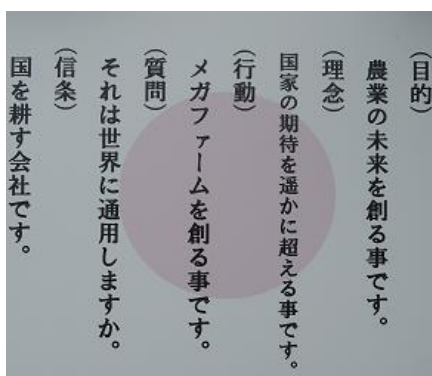 （目的）
農業の未来を創る事です。
（理念）
国家の期待を遥かに超える事です。
（行動）
メガファームを創る事です。
（質問）
それは世界に通用しますか。
（信条）
国を耕す会社です。